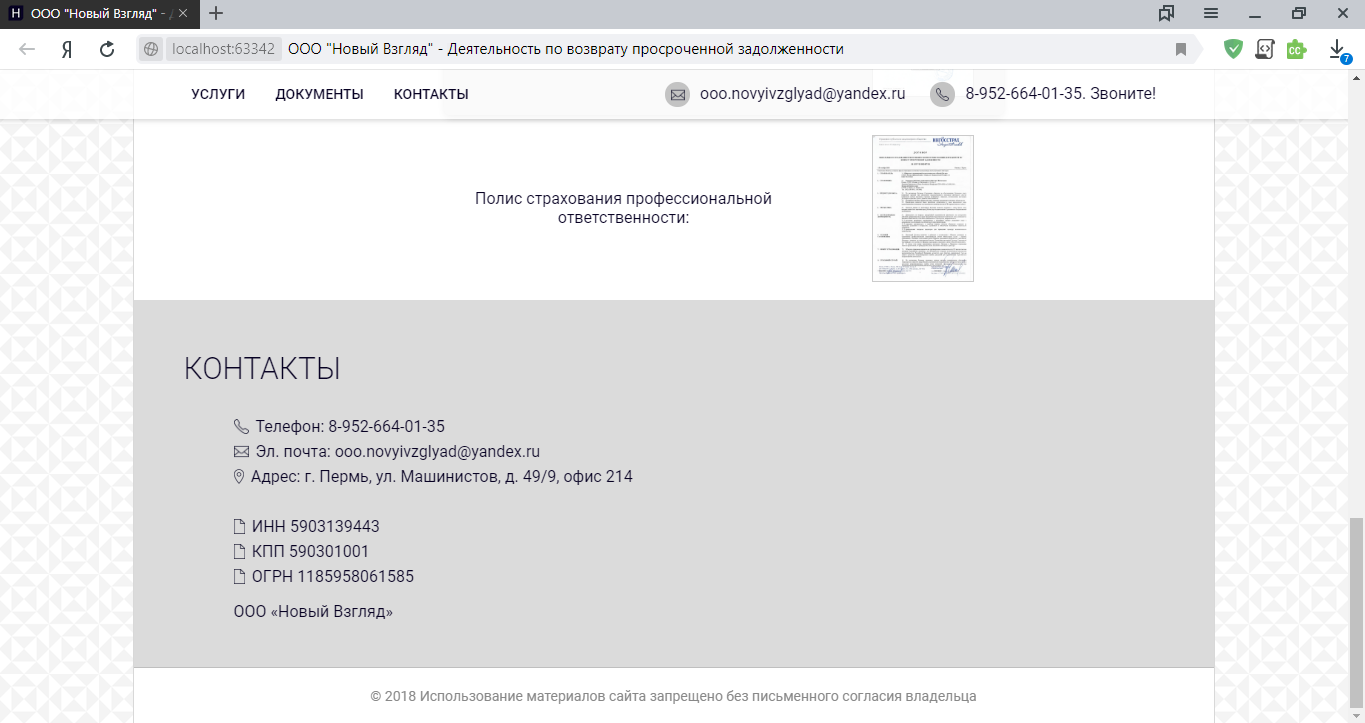 Н ООО "Новый Взгляд" - Д
Я localhost:63342 ООО "Новый Взгляд" - Деятельность по возврату просроченной задолженности
CC
7
УСЛУГИ ДОКУМЕНТЫ КОНТАКТЫ ooo.novyivzglyad@yandex.ru 8-952-664-01-35. Звоните!
Полис страхования профессиональной
ответственности:
КОНТАКТЫ
Телефон: 8-952-664-01-35
Эл. почта: ooo.novyivzglyad@yandex.ru
Адрес: г. Пермь, ул. Машинистов, д. 49/9, офис 214
ИНН 5903139443
КПП 590301001
ОГРН 1185958061585
ООО «Новый Взгляд»
© 2018 Использование материалов сайта запрещено без письменного согласия владельца